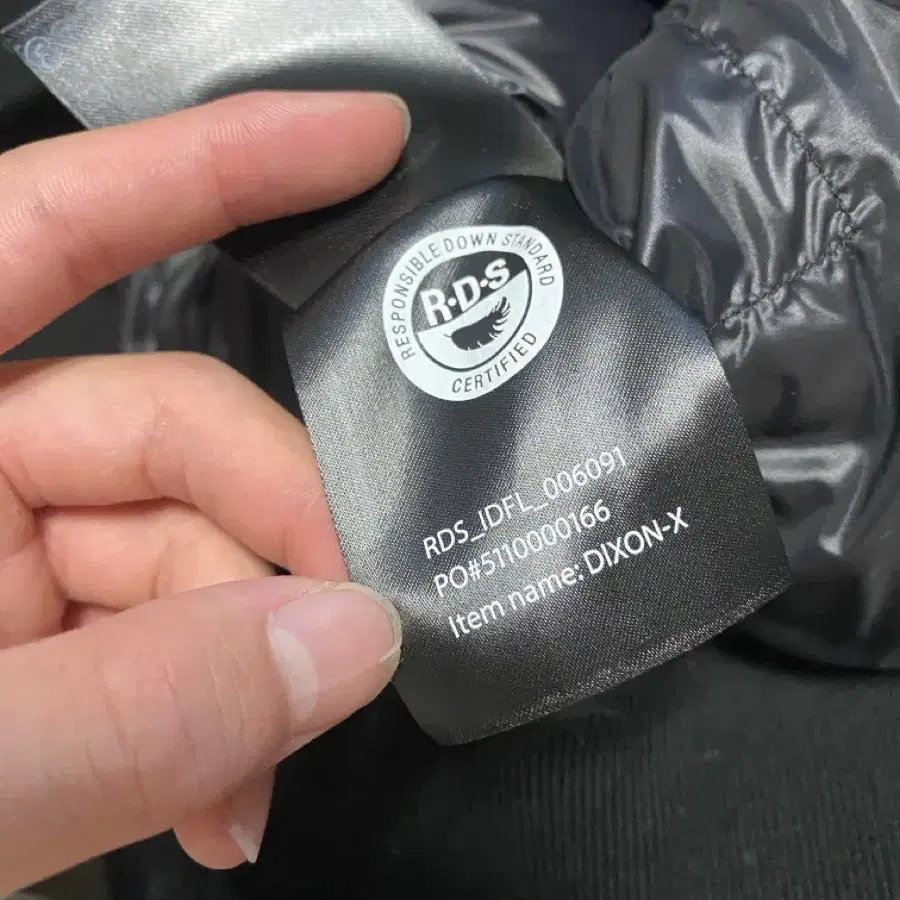 RESPONSIBLE DOWN STANDARD
R·D·S
CERTIFIED
RDS_IDFL_006091
PO#5110000166
Item name: DIXON-X